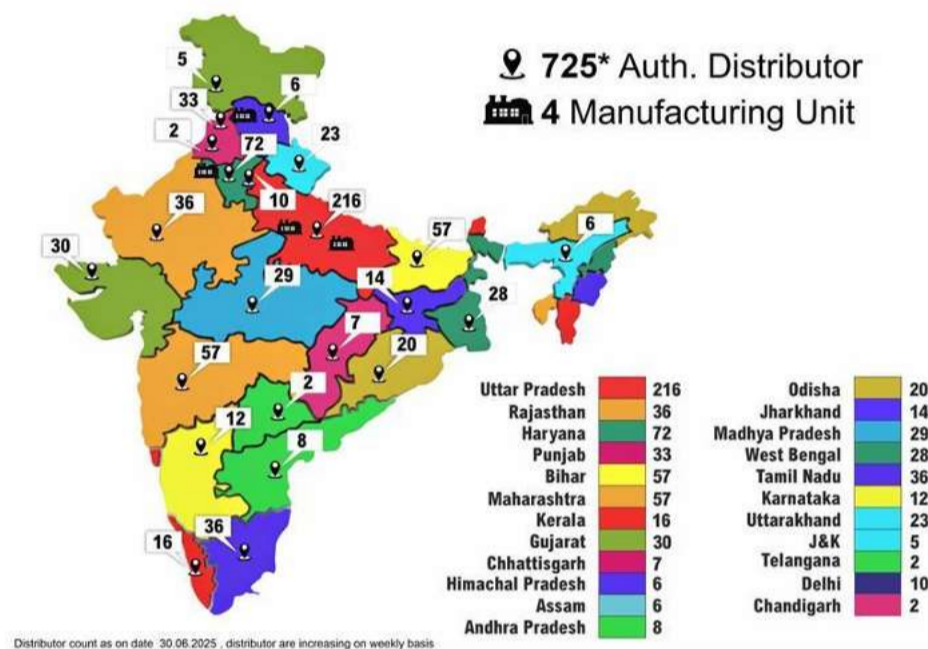 725* Auth. Distributor
4 Manufacturing Unit
5
6
33
2
23
72
10
36
216
57
6
30
29
14
28
7
57
20
2
12
8
16
36
Uttar Pradesh 216
Rajasthan 36
Haryana 72
Punjab 33
Bihar 57
Maharashtra 57
Kerala 16
Gujarat 30
Chhattisgarh 7
Himachal Pradesh 6
Assam 6
Andhra Pradesh 8
Odisha 20
Jharkhand 14
Madhya Pradesh 29
West Bengal 28
Tamil Nadu 36
Karnataka 12
Uttarakhand 23
J&K 5
Telangana 2
Delhi 10
Chandigarh 2
Distributor count as on date 30.06.2025 , distributor are increasing on weekly basis